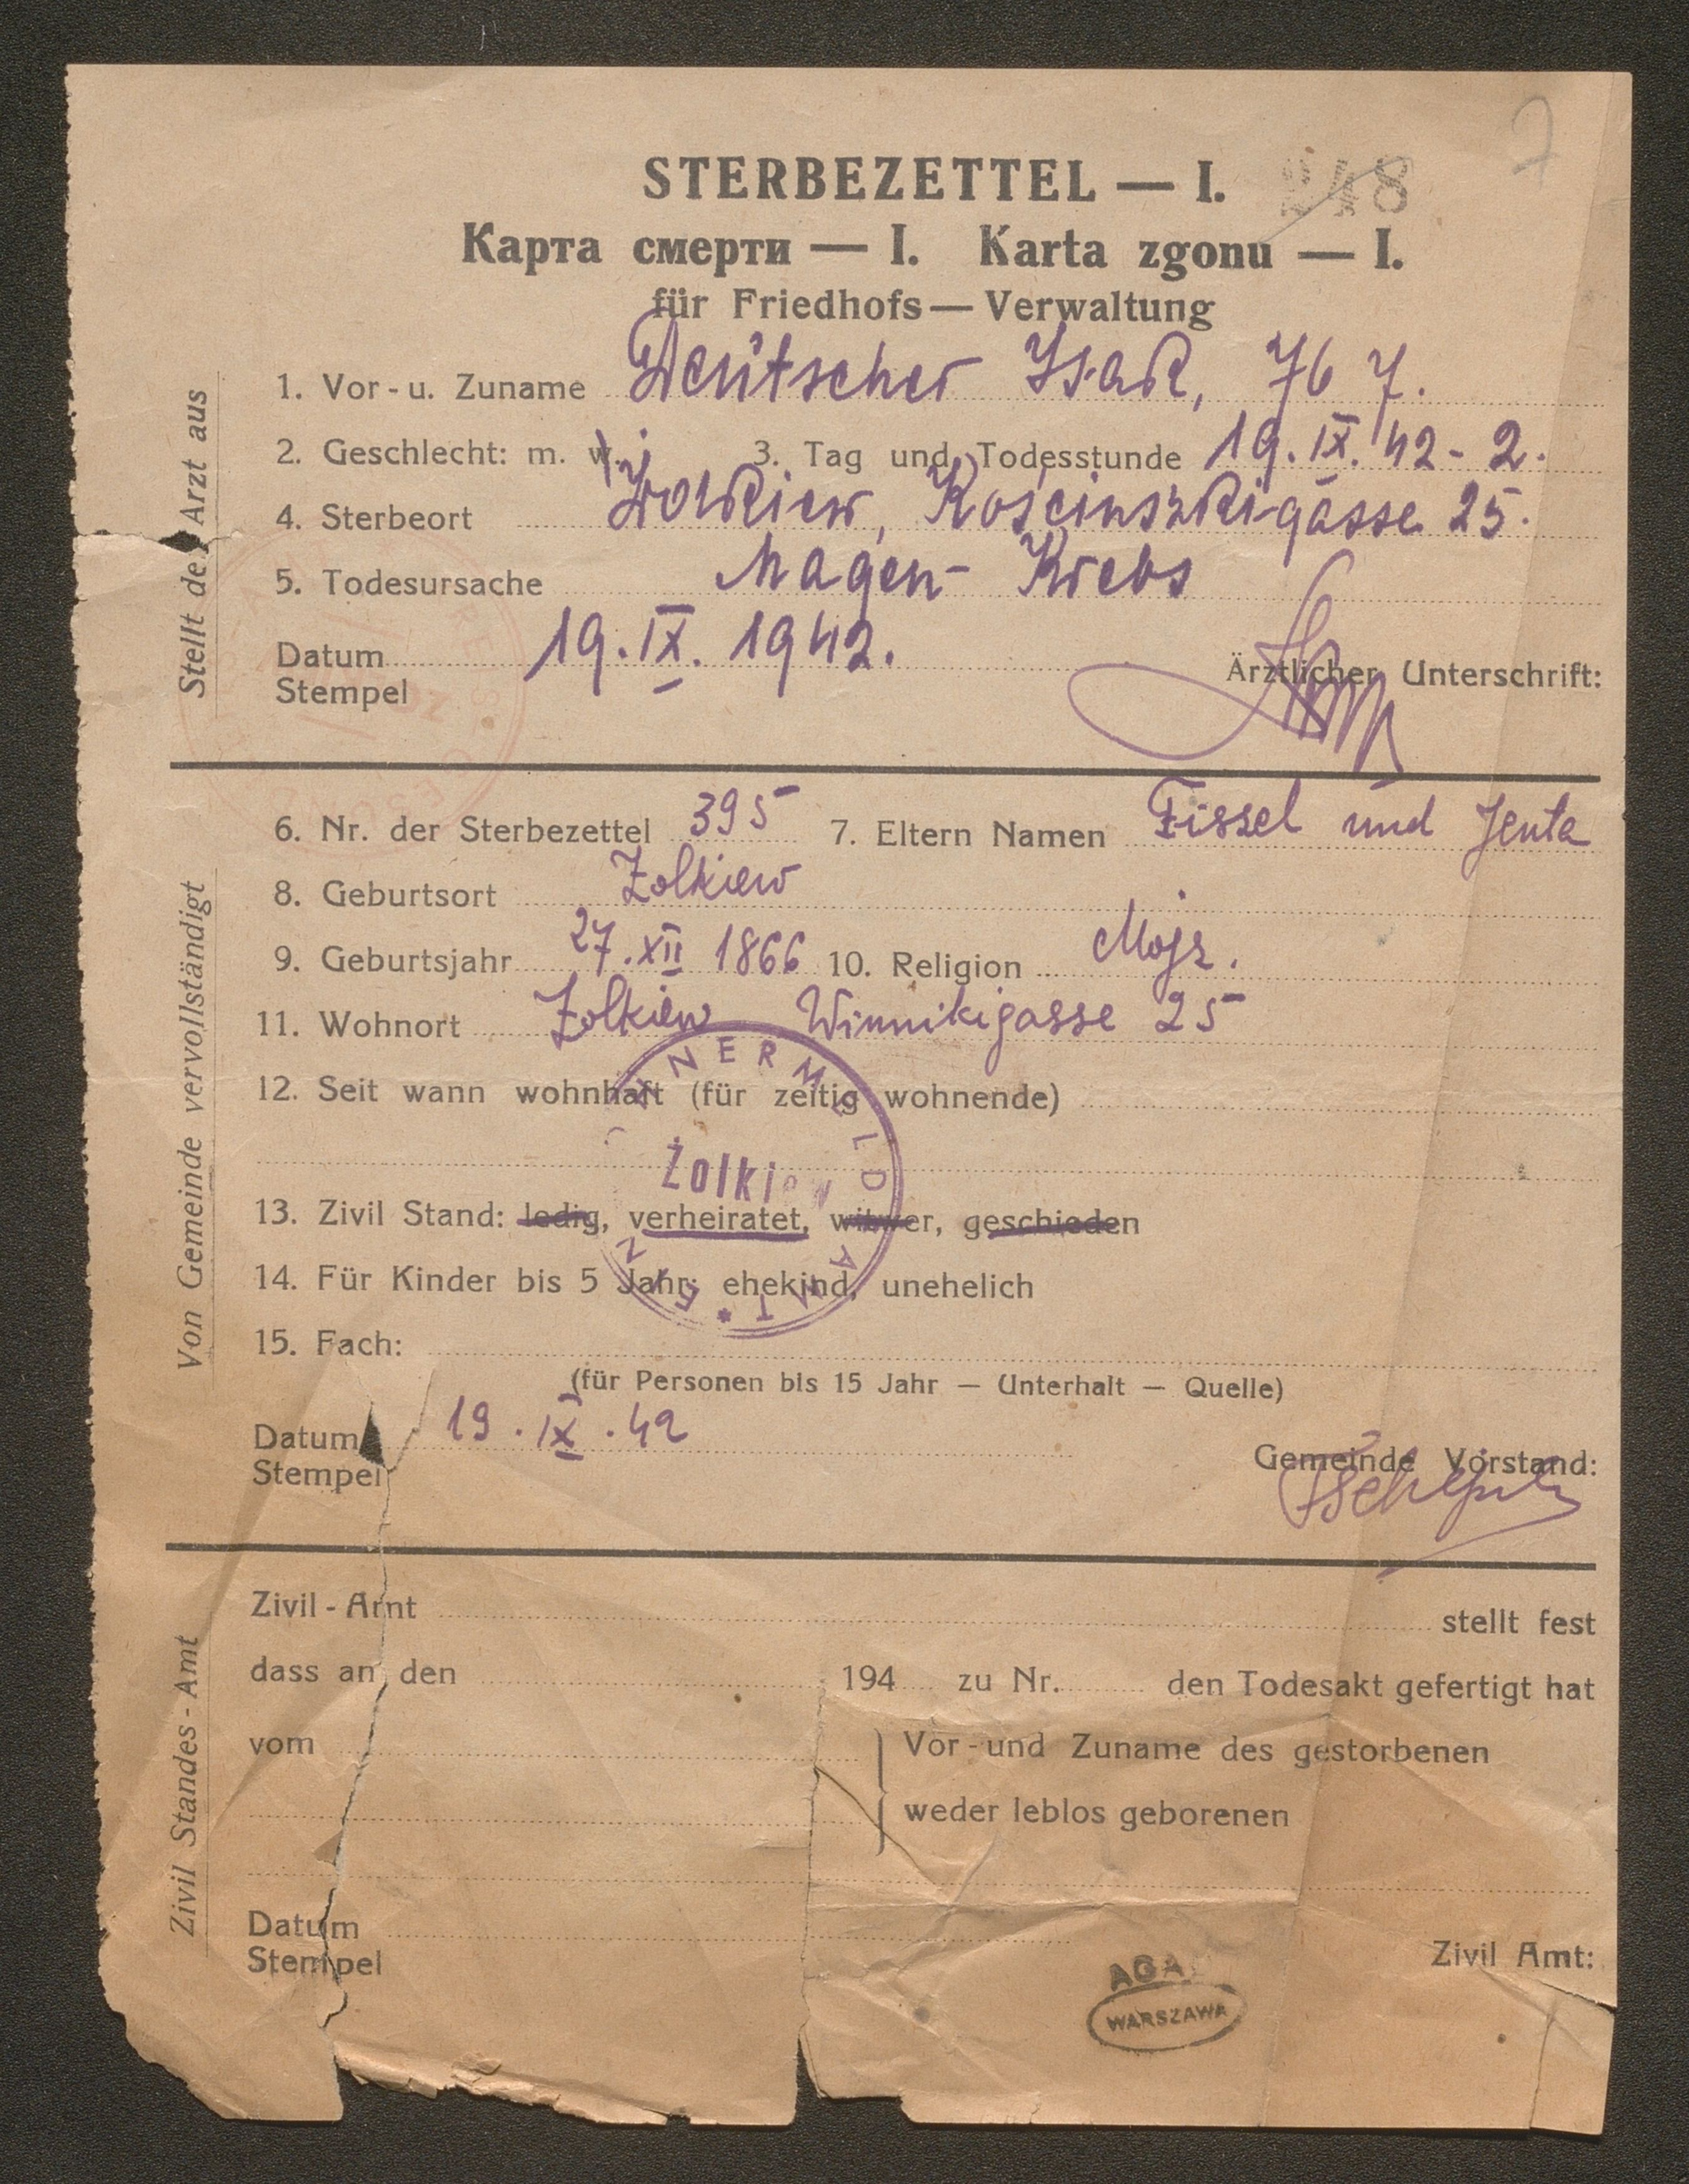 7
248
STERBEZETTEL — I.
Карта смерти — I. Karta zgonu — I.
für Friedhofs — Verwaltung
Stellt der Arzt aus
1. Vor - u. Zuname Deutscher Isak, 76 J.
2. Geschlecht: m. w. 3. Tag und Todesstunde 19. IX. 42 - 2.
4. Sterbeort Zolkiew, Kościuszkigasse 25.
5. Todesursache Magen - Krebs
Datum 19. IX. 1942.
Stempel
Ärztlicher Unterschrift:
Von Gemeinde vervollständigt
6. Nr. der Sterbezettel 395 7. Eltern Namen Fissel und Jenta
8. Geburtsort Zolkiew
9. Geburtsjahr 27. XII 1866 10. Religion Mojz.
11. Wohnort Zolkiew Winnikigasse 25
12. Seit wann wohnhaft (für zeitig wohnende)
EINWOHNERMELDEAMT *
Żolkiew
13. Zivil Stand: ledig, verheiratet, witwer, geschieden
14. Für Kinder bis 5 Jahr: ehekind, unehelich
15. Fach:
(für Personen bis 15 Jahr — Unterhalt — Quelle)
Datum 19. IX. 42
Stempel
Gemeinde Vorstand:
Zivil Standes - Amt
Zivil - Amt stellt fest
dass an den 194 zu Nr. den Todesakt gefertigt hat
vom Vor - und Zuname des gestorbenen
weder leblos geborenen
Datum
Stempel
Zivil Amt:
AGAD
WARSZAWA